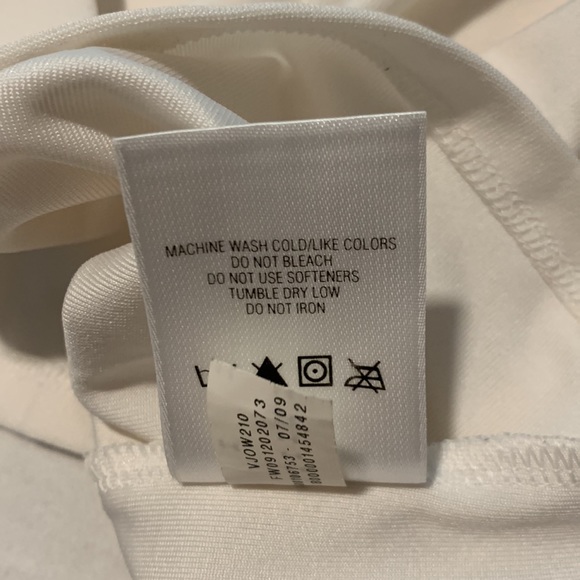 MACHINE WASH COLD/LIKE COLORS
DO NOT BLEACH
DO NOT USE SOFTENERS
TUMBLE DRY LOW
DO NOT IRON
VJOW210
FW091202073
07/09
0000001454842